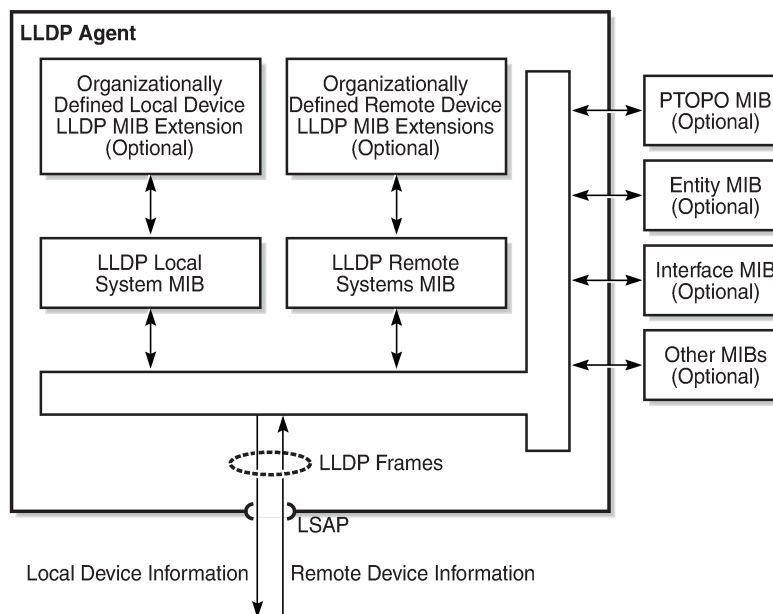 LLDP Agent
Organizationally
Defined Local Device
LLDP MIB Extension
(Optional)
Organizationally
Defined Remote Device
LLDP MIB Extensions
(Optional)
PTOPO MIB
(Optional)
Entity MIB
(Optional)
LLDP Local
System MIB
LLDP Remote
Systems MIB
Interface MIB
(Optional)
Other MIBs
(Optional)
LLDP Frames
LSAP
Local Device Information
Remote Device Information